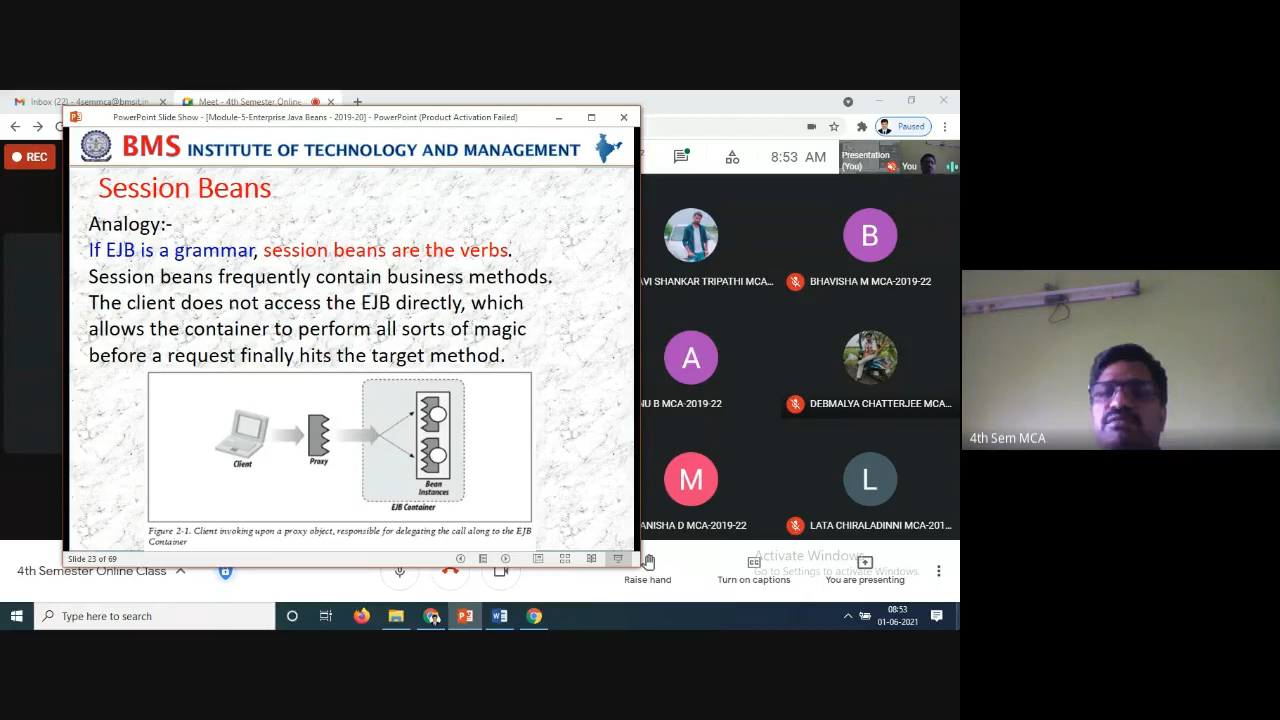 Inbox (22) - 4semmca@bmsit.in
Meet - 4th Semester Online
Paused
PowerPoint Slide Show - [Module-5-Enterprise Java Beans - 2019-20] - PowerPoint (Product Activation Failed)
REC
BMS INSTITUTE OF TECHNOLOGY AND MANAGEMENT
8:53 AM
Presentation
(You)
You
Session Beans
Analogy:-
If EJB is a grammar, session beans are the verbs.
Session beans frequently contain business methods.
The client does not access the EJB directly, which
allows the container to perform all sorts of magic
before a request finally hits the target method.
Client
Proxy
Bean
Instances
EJB Container
Figure 2-1. Client invoking upon a proxy object, responsible for delegating the call along to the EJB
Container
Slide 23 of 69
AVI SHANKAR TRIPATHI MCA...
B
BHAVISHA M MCA-2019-22
A
NU B MCA-2019-22
DEBMALYA CHATTERJEE MCA...
M
ANISHA D MCA-2019-22
L
LATA CHIRALADINNI MCA-201...
4th Sem MCA
4th Semester Online Class
Raise hand
Turn on captions
You are presenting
Activate Windows
Go to Settings to activate Windows.
Type here to search
08:53
01-06-2021